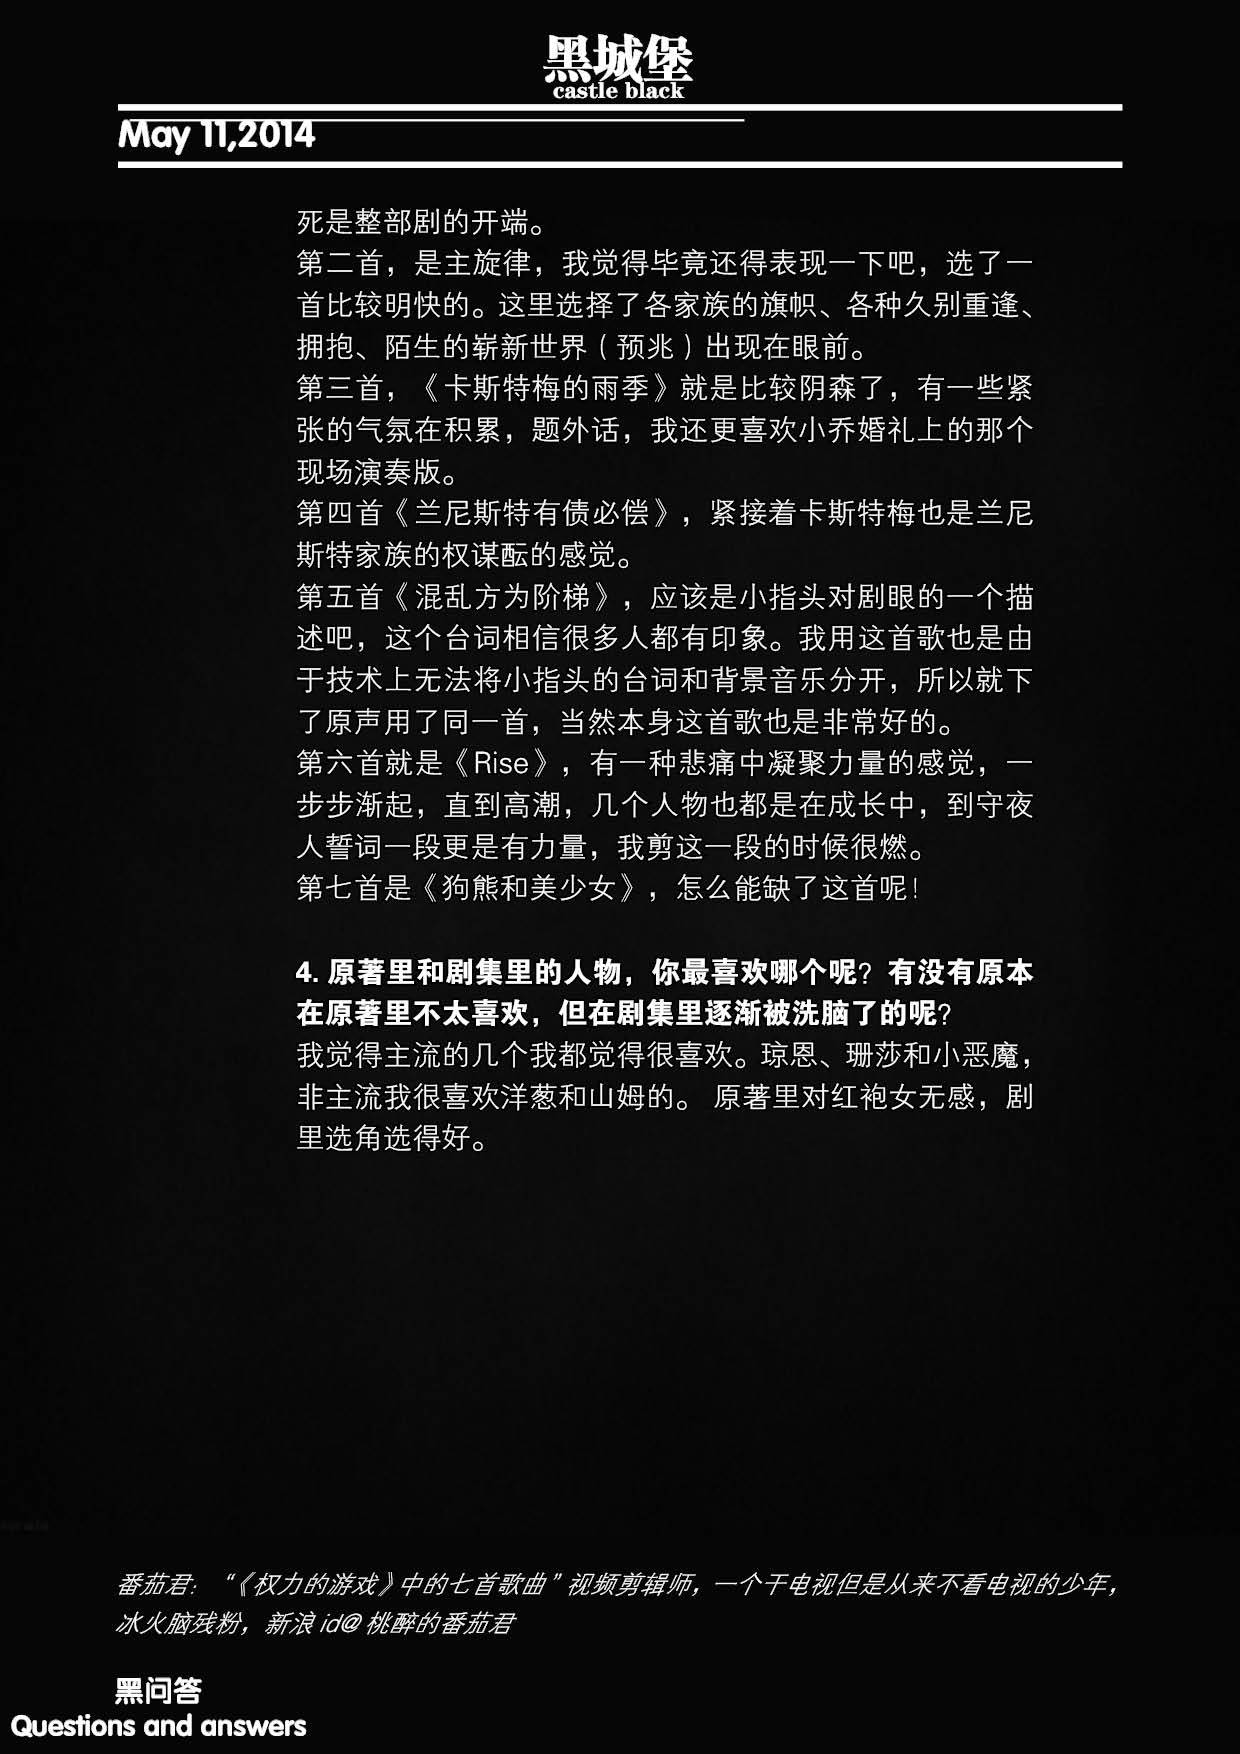 黑城堡
castle black
May 11,2014
死是整部剧的开端。
第二首，是主旋律，我觉得毕竟还得表现一下吧，选了一
首比较明快的。这里选择了各家族的旗帜、各种久别重逢、
拥抱、陌生的崭新世界（预兆）出现在眼前。
第三首，《卡斯特梅的雨季》就是比较阴森了，有一些紧
张的气氛在积累，题外话，我还更喜欢小乔婚礼上的那个
现场演奏版。
第四首《兰尼斯特有债必偿》，紧接着卡斯特梅也是兰尼
斯特家族的权谋酝的感觉。
第五首《混乱方为阶梯》，应该是小指头对剧眼的一个描
述吧，这个台词相信很多人都有印象。我用这首歌也是由
于技术上无法将小指头的台词和背景音乐分开，所以就下
了原声用了同一首，当然本身这首歌也是非常好的。
第六首就是《Rise》，有一种悲痛中凝聚力量的感觉，一
步步渐起，直到高潮，几个人物也都是在成长中，到守夜
人誓词一段更是有力量，我剪这一段的时候很燃。
第七首是《狗熊和美少女》，怎么能缺了这首呢！
4. 原著里和剧集里的人物，你最喜欢哪个呢？有没有原本
在原著里不太喜欢，但在剧集里逐渐被洗脑了的呢？
我觉得主流的几个我都觉得很喜欢。琼恩、珊莎和小恶魔，
非主流我很喜欢洋葱和山姆的。 原著里对红袍女无感，剧
里选角选得好。
番茄君：“《权力的游戏》中的七首歌曲”视频剪辑师，一个干电视但是从来不看电视的少年，
冰火脑残粉，新浪 id@ 桃醉的番茄君
黑问答
Questions and answers